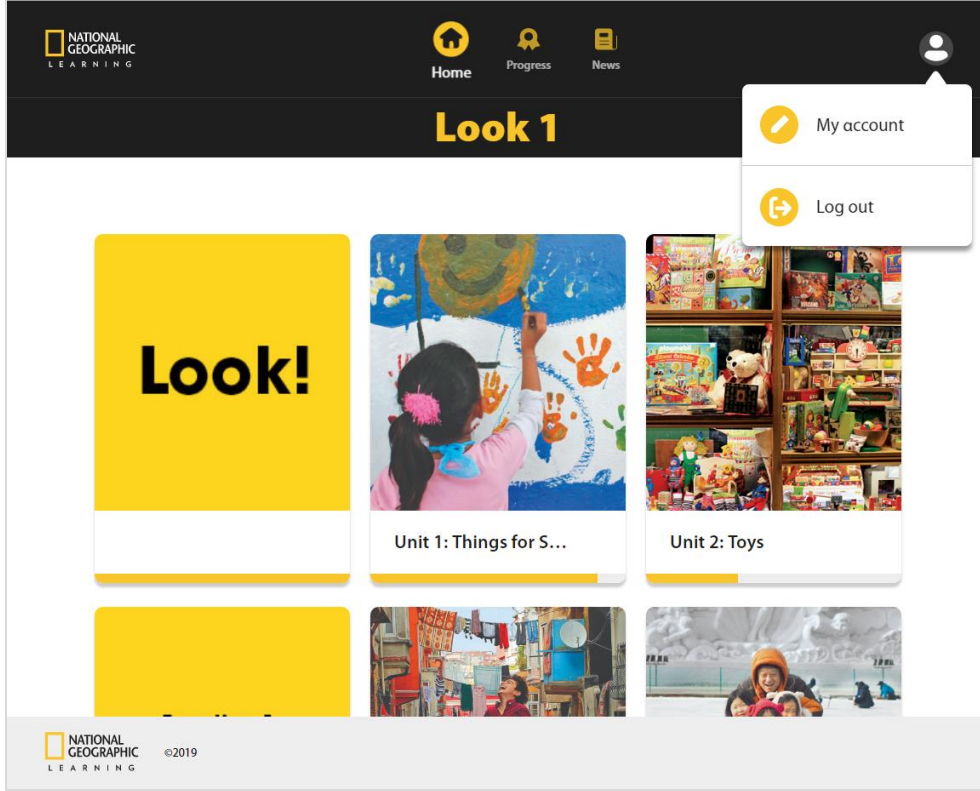 NATIONAL
GEOGRAPHIC
LEARNING
Home
Progress
News
Look 1
My account
Log out
Look!
Unit 1: Things for S...
Unit 2: Toys
NATIONAL
GEOGRAPHIC
LEARNING
©2019